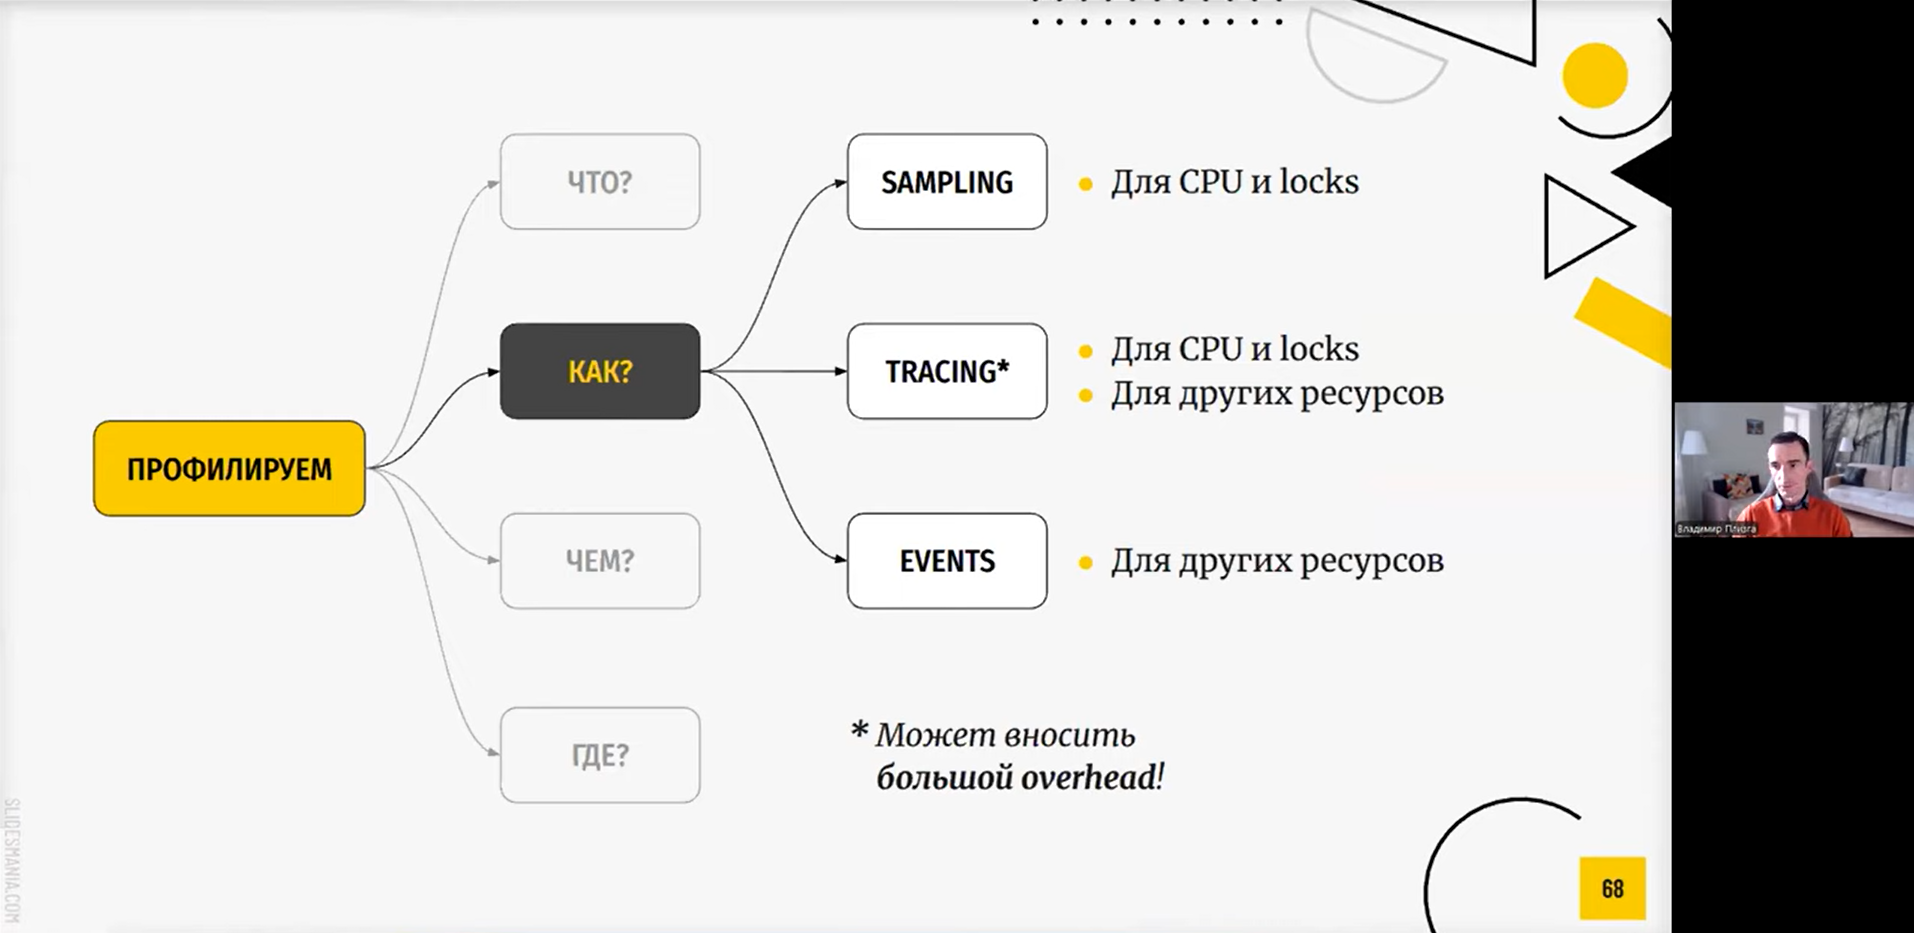 ЧТО?
SAMPLING
Для CPU и locks
КАК?
TRACING*
Для CPU и locks
Для других ресурсов
ПРОФИЛИРУЕМ
ЧЕМ?
EVENTS
Для других ресурсов
ГДЕ?
* Может вносить
большой overhead!
68
SLIDESMANIA.COM
Владимир Плизга